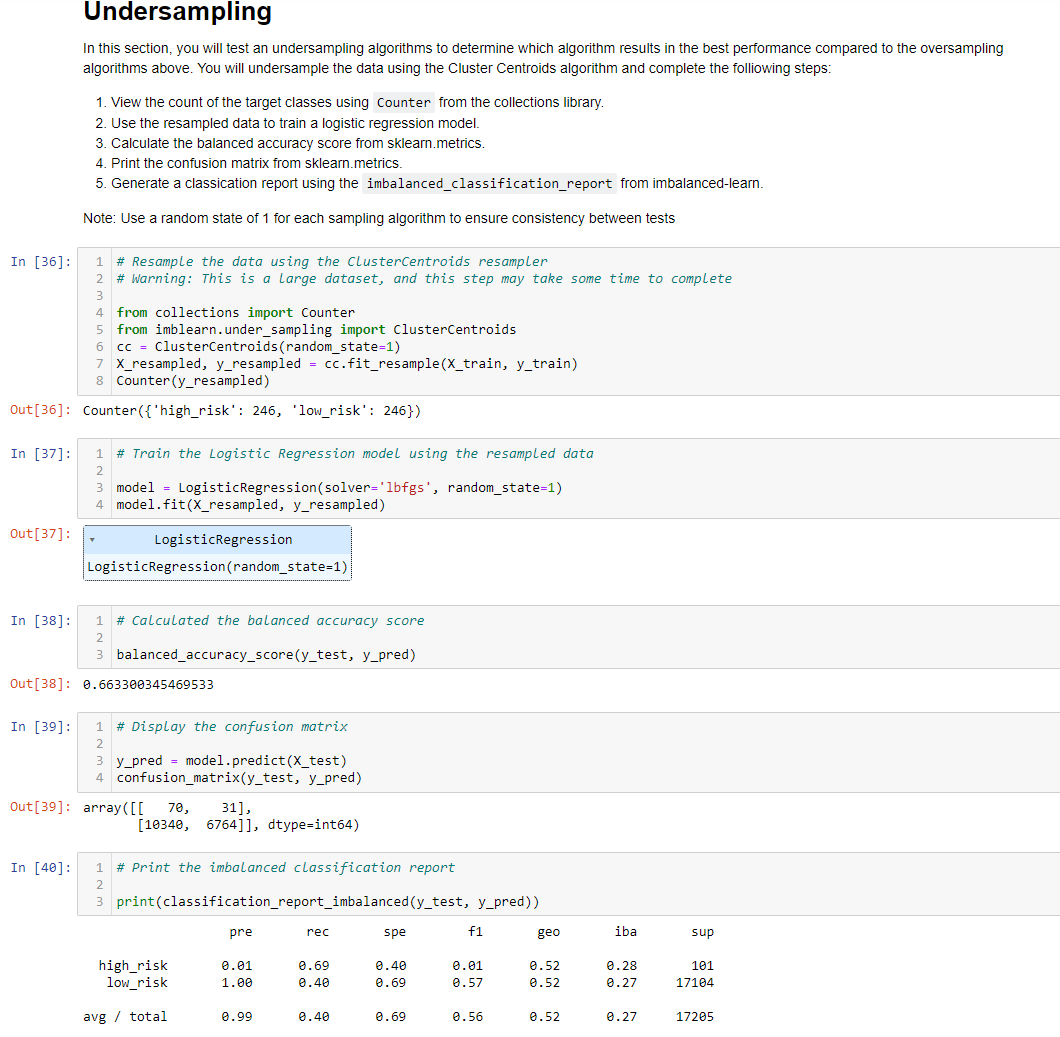 Undersampling
In this section, you will test an undersampling algorithms to determine which algorithm results in the best performance compared to the oversampling
algorithms above. You will undersample the data using the Cluster Centroids algorithm and complete the folliowing steps:
1. View the count of the target classes using Counter from the collections library.
2. Use the resampled data to train a logistic regression model.
3. Calculate the balanced accuracy score from sklearn.metrics.
4. Print the confusion matrix from sklearn.metrics.
5. Generate a classication report using the imbalanced_classification_report from imbalanced-learn.
Note: Use a random state of 1 for each sampling algorithm to ensure consistency between tests
In [36]:
1 # Resample the data using the ClusterCentroids resampler
2 # Warning: This is a large dataset, and this step may take some time to complete
3
4 from collections import Counter
5 from imblearn.under_sampling import ClusterCentroids
6 cc = ClusterCentroids(random_state=1)
7 X_resampled, y_resampled = cc.fit_resample(X_train, y_train)
8 Counter(y_resampled)
Out[36]: Counter({'high_risk': 246, 'low_risk': 246})
In [37]:
1 # Train the Logistic Regression model using the resampled data
2
3 model = LogisticRegression(solver='lbfgs', random_state=1)
4 model.fit(X_resampled, y_resampled)
Out[37]:
▾ LogisticRegression
LogisticRegression(random_state=1)
In [38]:
1 # Calculated the balanced accuracy score
2
3 balanced_accuracy_score(y_test, y_pred)
Out[38]: 0.663300345469533
In [39]:
1 # Display the confusion matrix
2
3 y_pred = model.predict(X_test)
4 confusion_matrix(y_test, y_pred)
Out[39]: array([[   70,    31],
       [10340,  6764]], dtype=int64)
In [40]:
1 # Print the imbalanced classification report
2
3 print(classification_report_imbalanced(y_test, y_pred))
pre rec spe f1 geo iba sup
high_risk 0.01 0.69 0.40 0.01 0.52 0.28 101
low_risk 1.00 0.40 0.69 0.57 0.52 0.27 17104
avg / total 0.99 0.40 0.69 0.56 0.52 0.27 17205